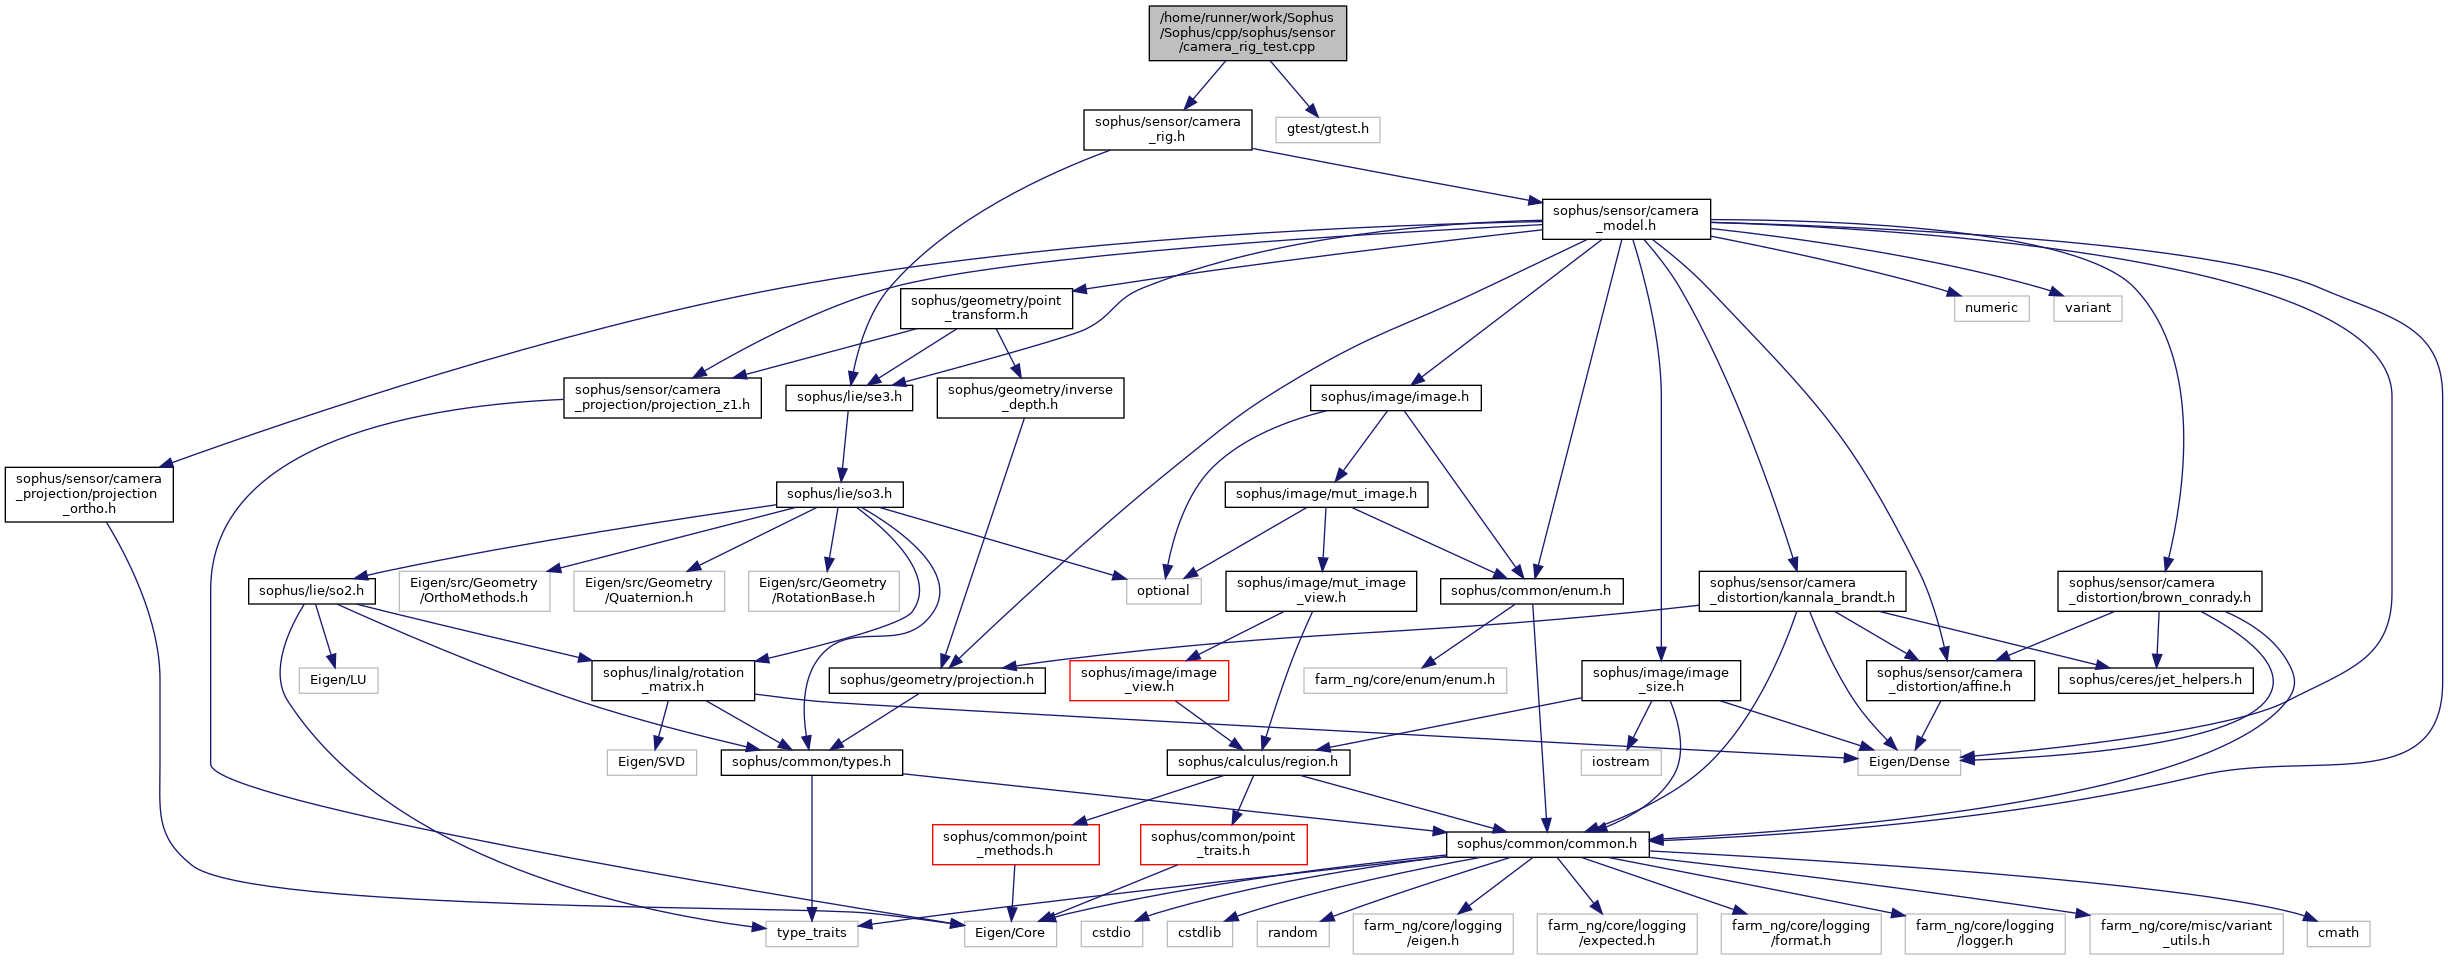 /home/runner/work/Sophus
/Sophus/cpp/sophus/sensor
/camera_rig_test.cpp
sophus/sensor/camera
_rig.h
gtest/gtest.h
sophus/sensor/camera
_model.h
sophus/geometry/point
_transform.h
numeric
variant
sophus/sensor/camera
_projection/projection_z1.h
sophus/lie/se3.h
sophus/geometry/inverse
_depth.h
sophus/image/image.h
sophus/sensor/camera
_projection/projection
_ortho.h
sophus/lie/so3.h
sophus/image/mut_image.h
sophus/lie/so2.h
Eigen/src/Geometry
/OrthoMethods.h
Eigen/src/Geometry
/Quaternion.h
Eigen/src/Geometry
/RotationBase.h
optional
sophus/image/mut_image
_view.h
sophus/common/enum.h
sophus/sensor/camera
_distortion/kannala_brandt.h
sophus/sensor/camera
_distortion/brown_conrady.h
Eigen/LU
sophus/linalg/rotation
_matrix.h
sophus/geometry/projection.h
sophus/image/image
_view.h
farm_ng/core/enum/enum.h
sophus/image/image
_size.h
sophus/sensor/camera
_distortion/affine.h
sophus/ceres/jet_helpers.h
Eigen/SVD
sophus/common/types.h
sophus/calculus/region.h
iostream
Eigen/Dense
sophus/common/point
_methods.h
sophus/common/point
_traits.h
sophus/common/common.h
type_traits
Eigen/Core
cstdio
cstdlib
random
farm_ng/core/logging
/eigen.h
farm_ng/core/logging
/expected.h
farm_ng/core/logging
/format.h
farm_ng/core/logging
/logger.h
farm_ng/core/misc/variant
_utils.h
cmath